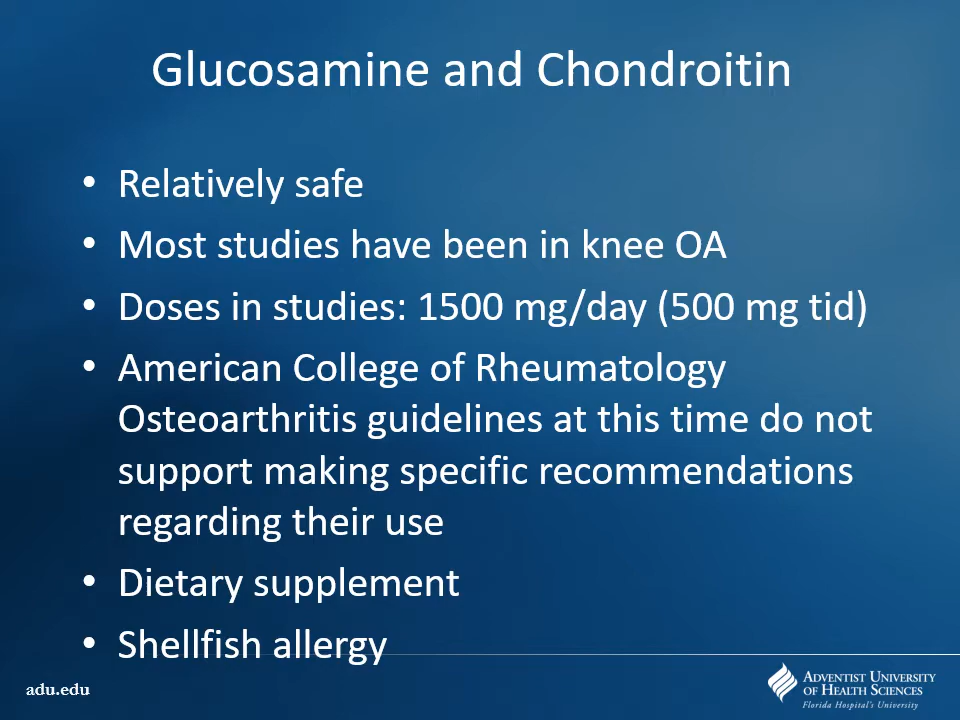 Glucosamine and Chondroitin
• Relatively safe
• Most studies have been in knee OA
• Doses in studies: 1500 mg/day (500 mg tid)
• American College of Rheumatology
Osteoarthritis guidelines at this time do not
support making specific recommendations
regarding their use
• Dietary supplement
• Shellfish allergy
adu.edu
ADVENTIST UNIVERSITY
OF HEALTH SCIENCES
Florida Hospital's University